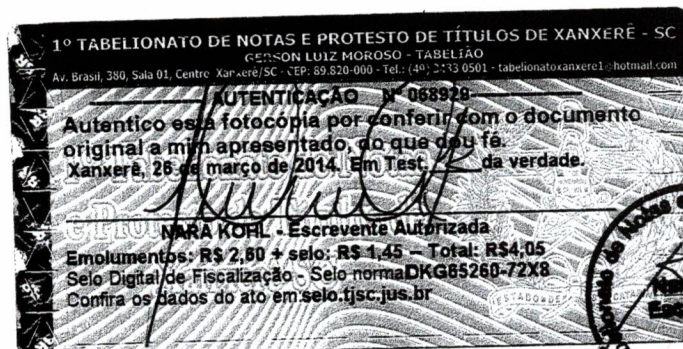 1º TABELIONATO DE NOTAS E PROTESTO DE TÍTULOS DE XANXERÊ - SC
GERSON LUIZ MOROSO - TABELIÃO
Av. Brasil, 380, Sala 01, Centro Xanxerê/SC - CEP: 89.820-000 - Tel.: (49) 3433 0501 - tabelionatoxanxere1@hotmail.com
AUTENTICAÇÃO Nº 068929
Autentico esta fotocópia por conferir com o documento
original a mim apresentado, do que dou fé.
Xanxerê, 26 de março de 2014. Em Test. da verdade.
NARA KOHL - Escrevente Autorizada
Emolumentos: R$ 2,60 + selo: R$ 1,45 – Total: R$4,05
Selo Digital de Fiscalização - Selo normaDKG65260-72X8
Confira os dados do ato em:selo.tjsc.jus.br